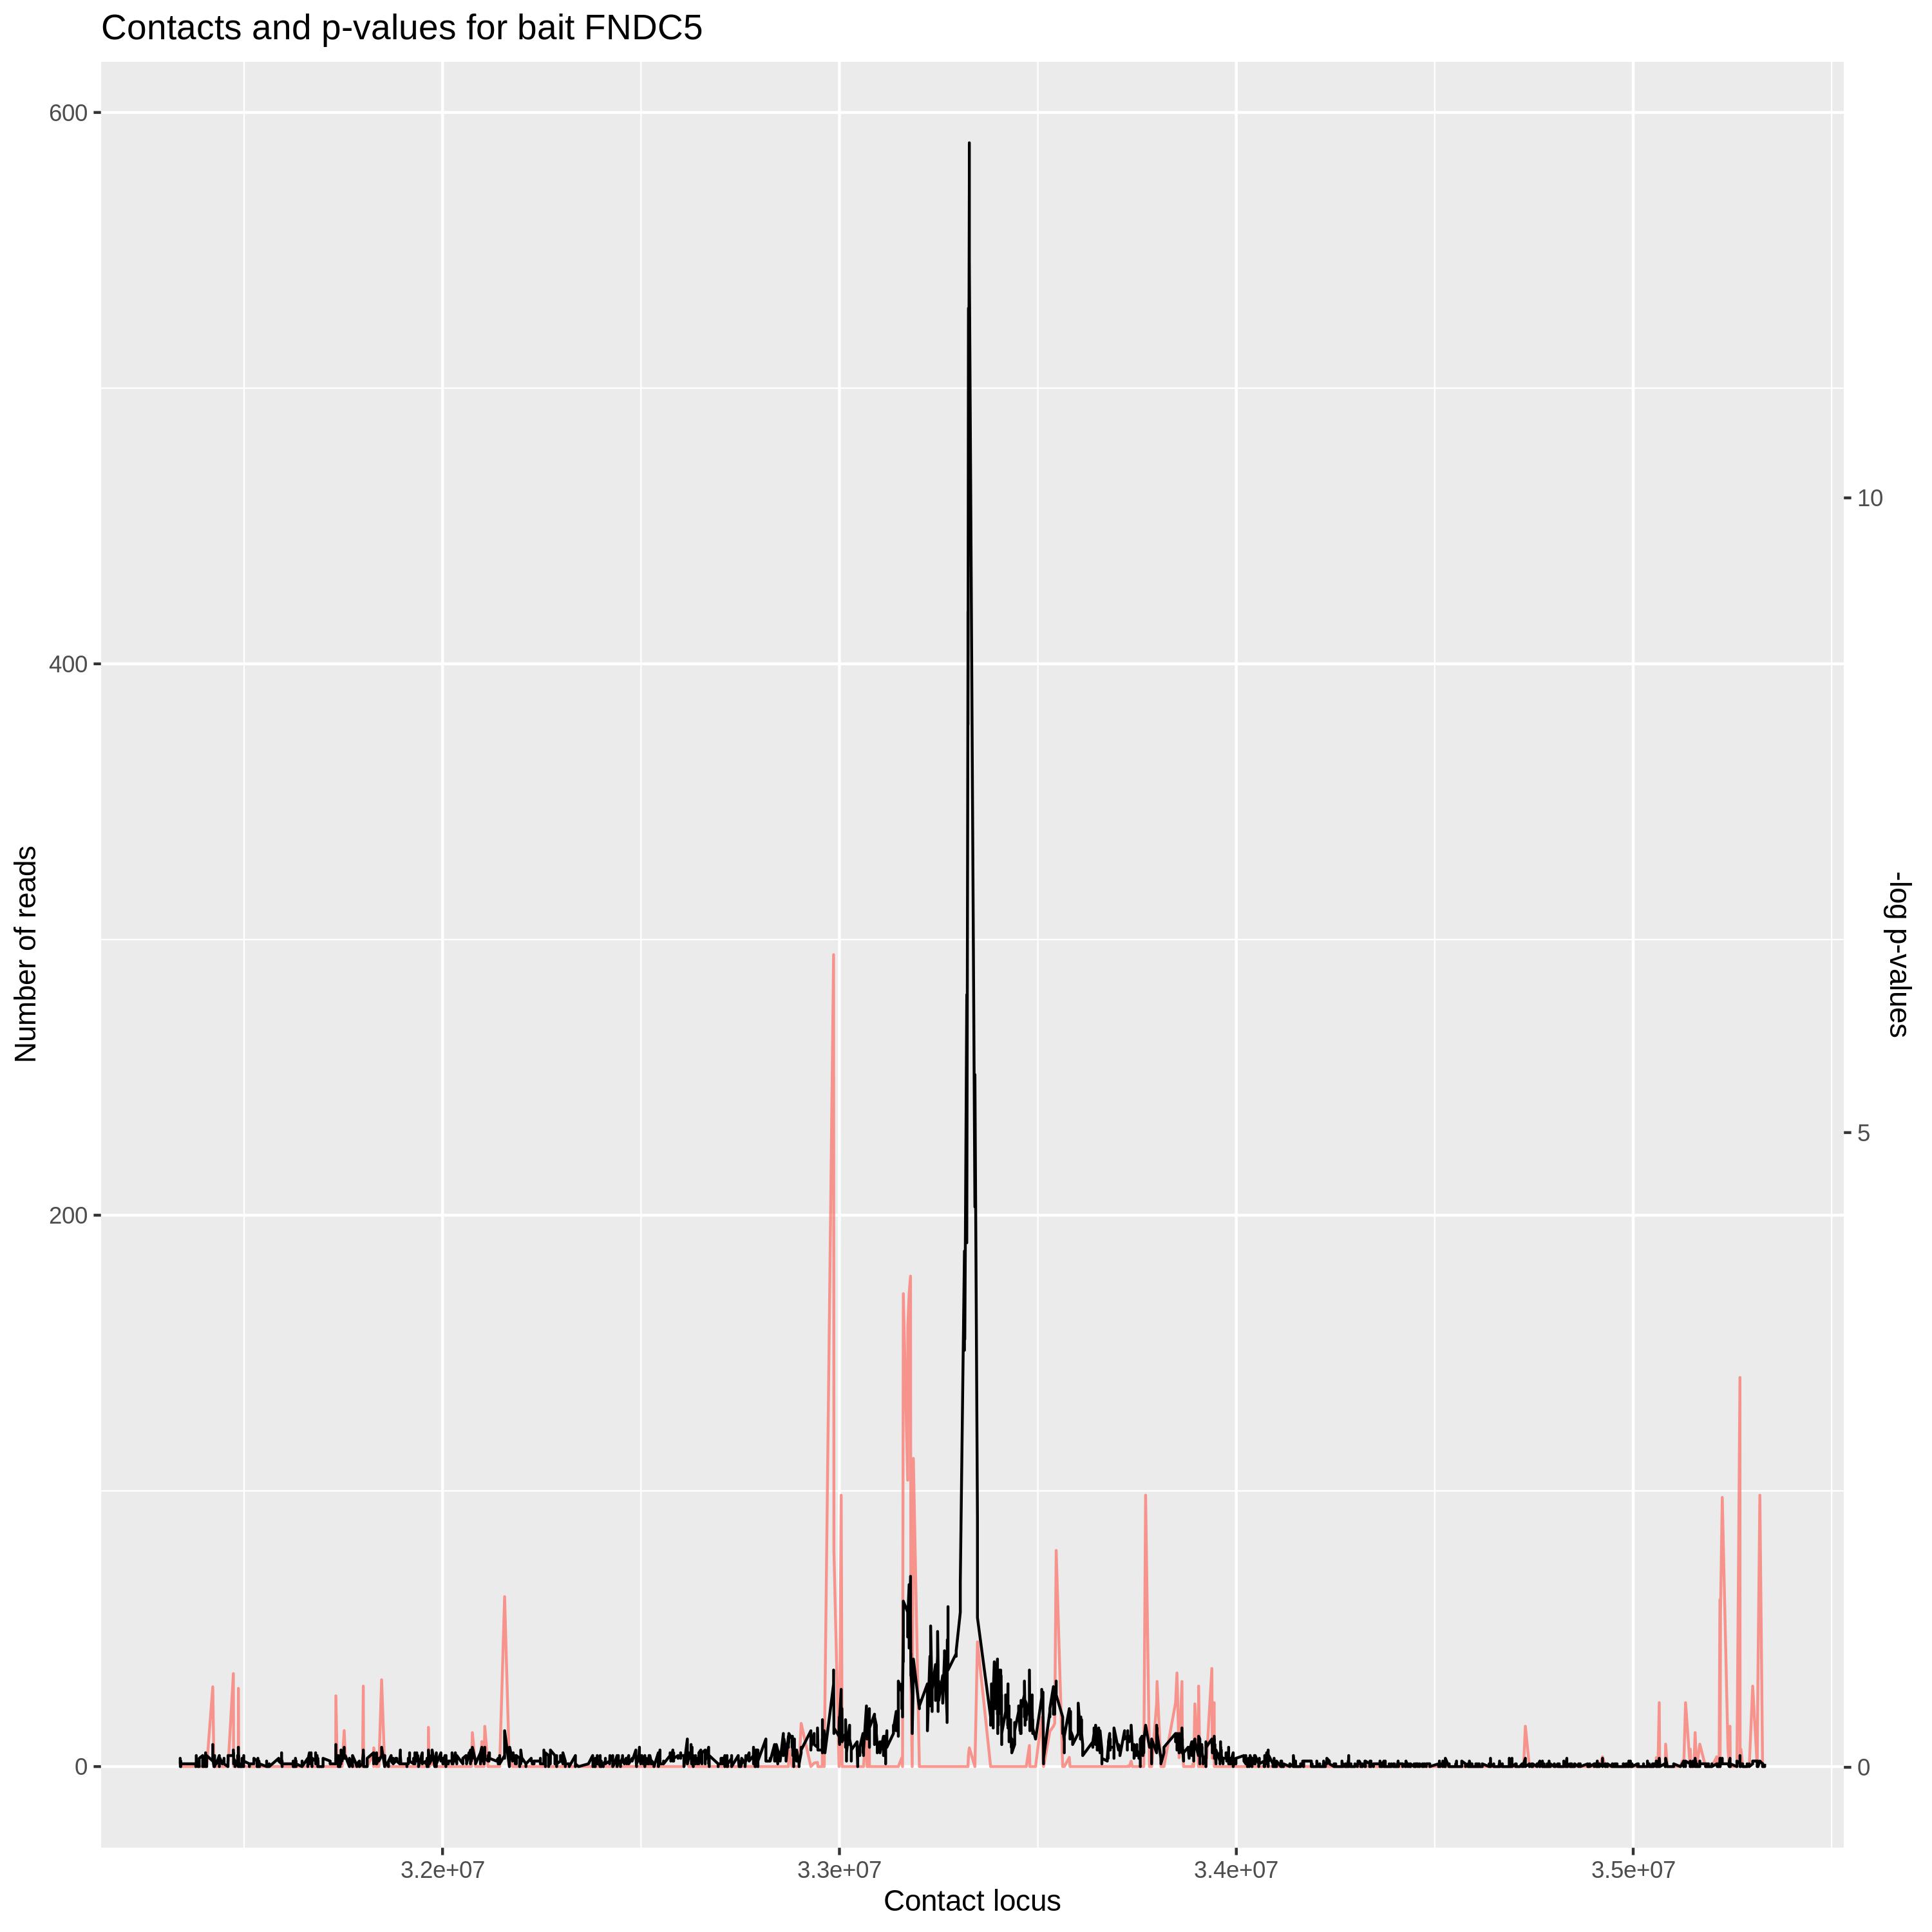 Contacts and p-values for bait FNDC5
600
400
200
0
Number of reads
10
5
0
-log p-values
3.2e+07
3.3e+07
3.4e+07
3.5e+07
Contact locus